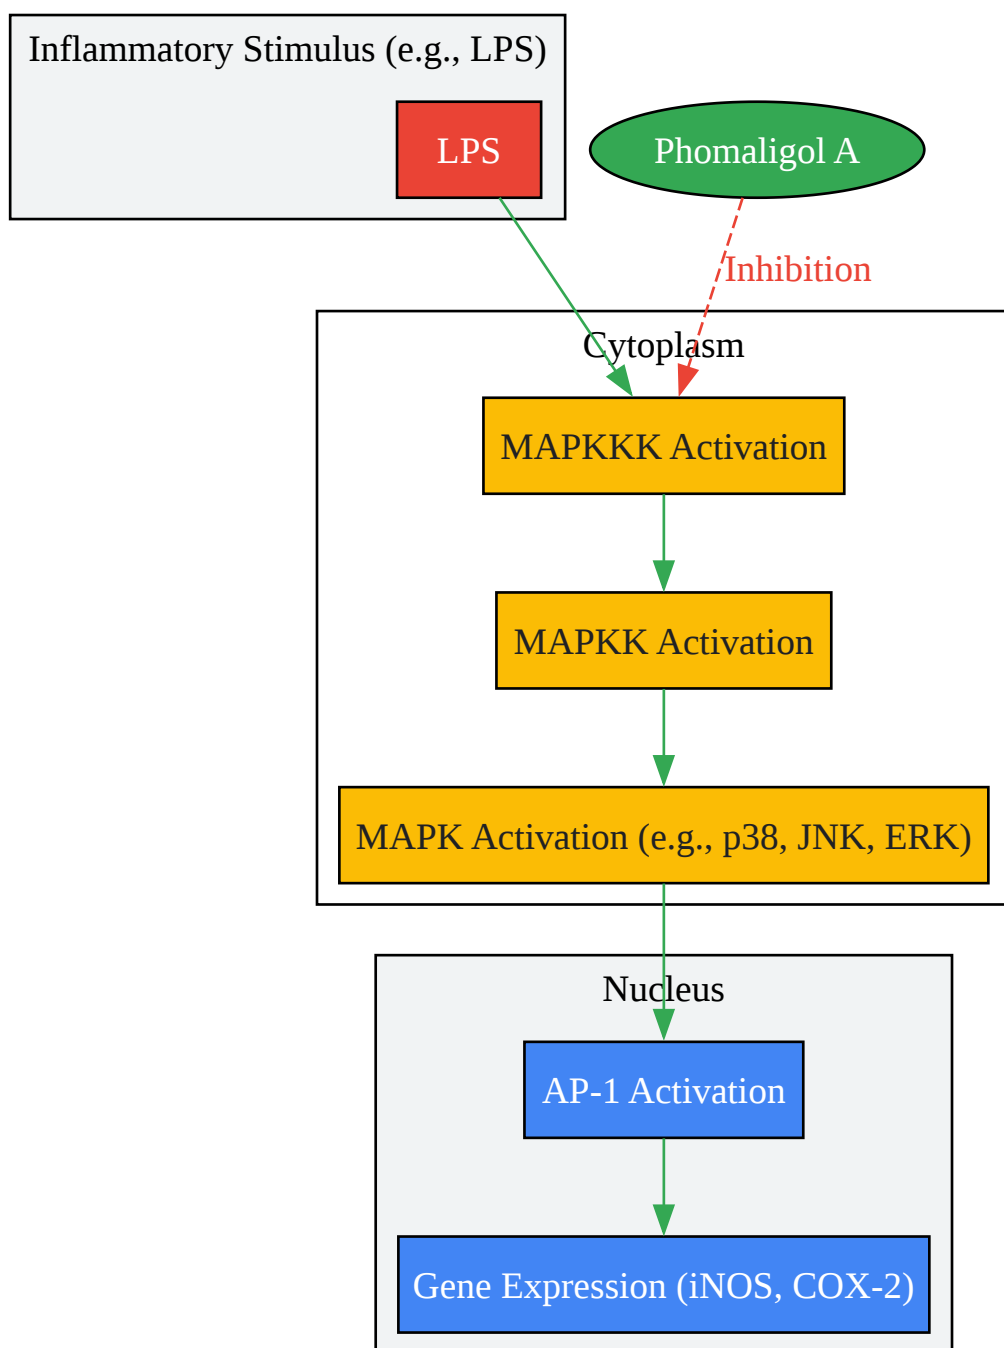 Inflammatory Stimulus (e.g., LPS)
LPS
Phomaligol A
Inhibition
Cytoplasm
MAPKKK Activation
MAPKK Activation
MAPK Activation (e.g., p38, JNK, ERK)
Nucleus
AP-1 Activation
Gene Expression (iNOS, COX-2)